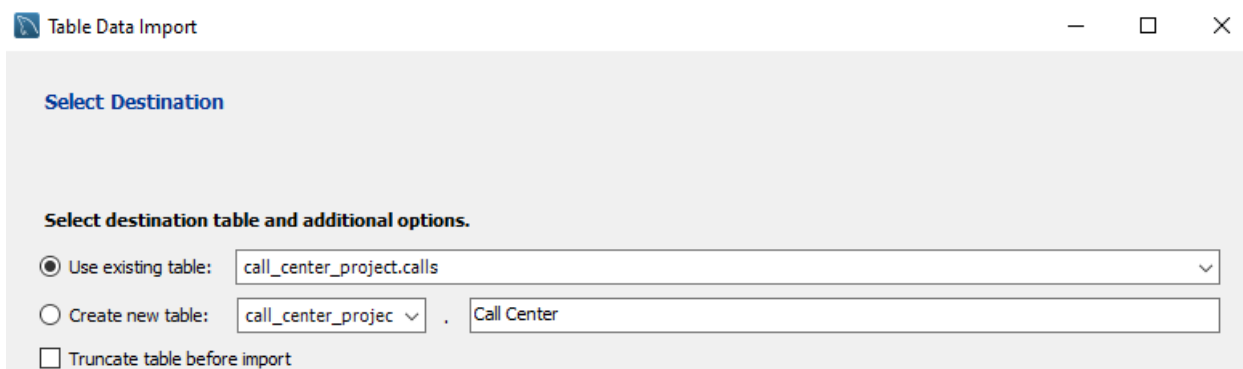 Table Data Import
Select Destination
Select destination table and additional options.
Use existing table: call_center_project.calls
Create new table: call_center_projec . Call Center
Truncate table before import